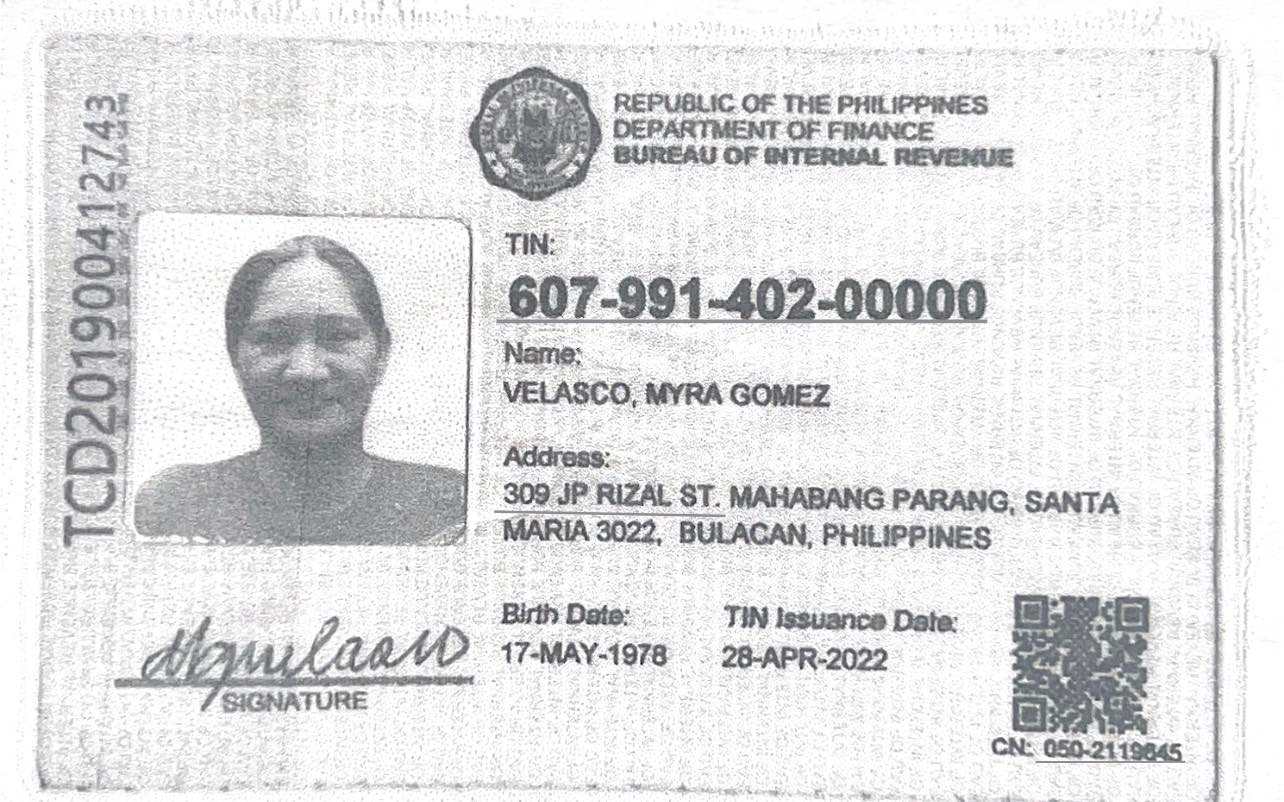 REPUBLIC OF THE PHILIPPINES
DEPARTMENT OF FINANCE
BUREAU OF INTERNAL REVENUE
TCD201900412743
TIN:
607-991-402-00000
Name:
VELASCO, MYRA GOMEZ
Address:
309 JP RIZAL ST. MAHABANG PARANG, SANTA
MARIA 3022, BULACAN, PHILIPPINES
Birth Date: TIN Issuance Date:
17-MAY-1978 28-APR-2022
SIGNATURE
CN: 050-2119645